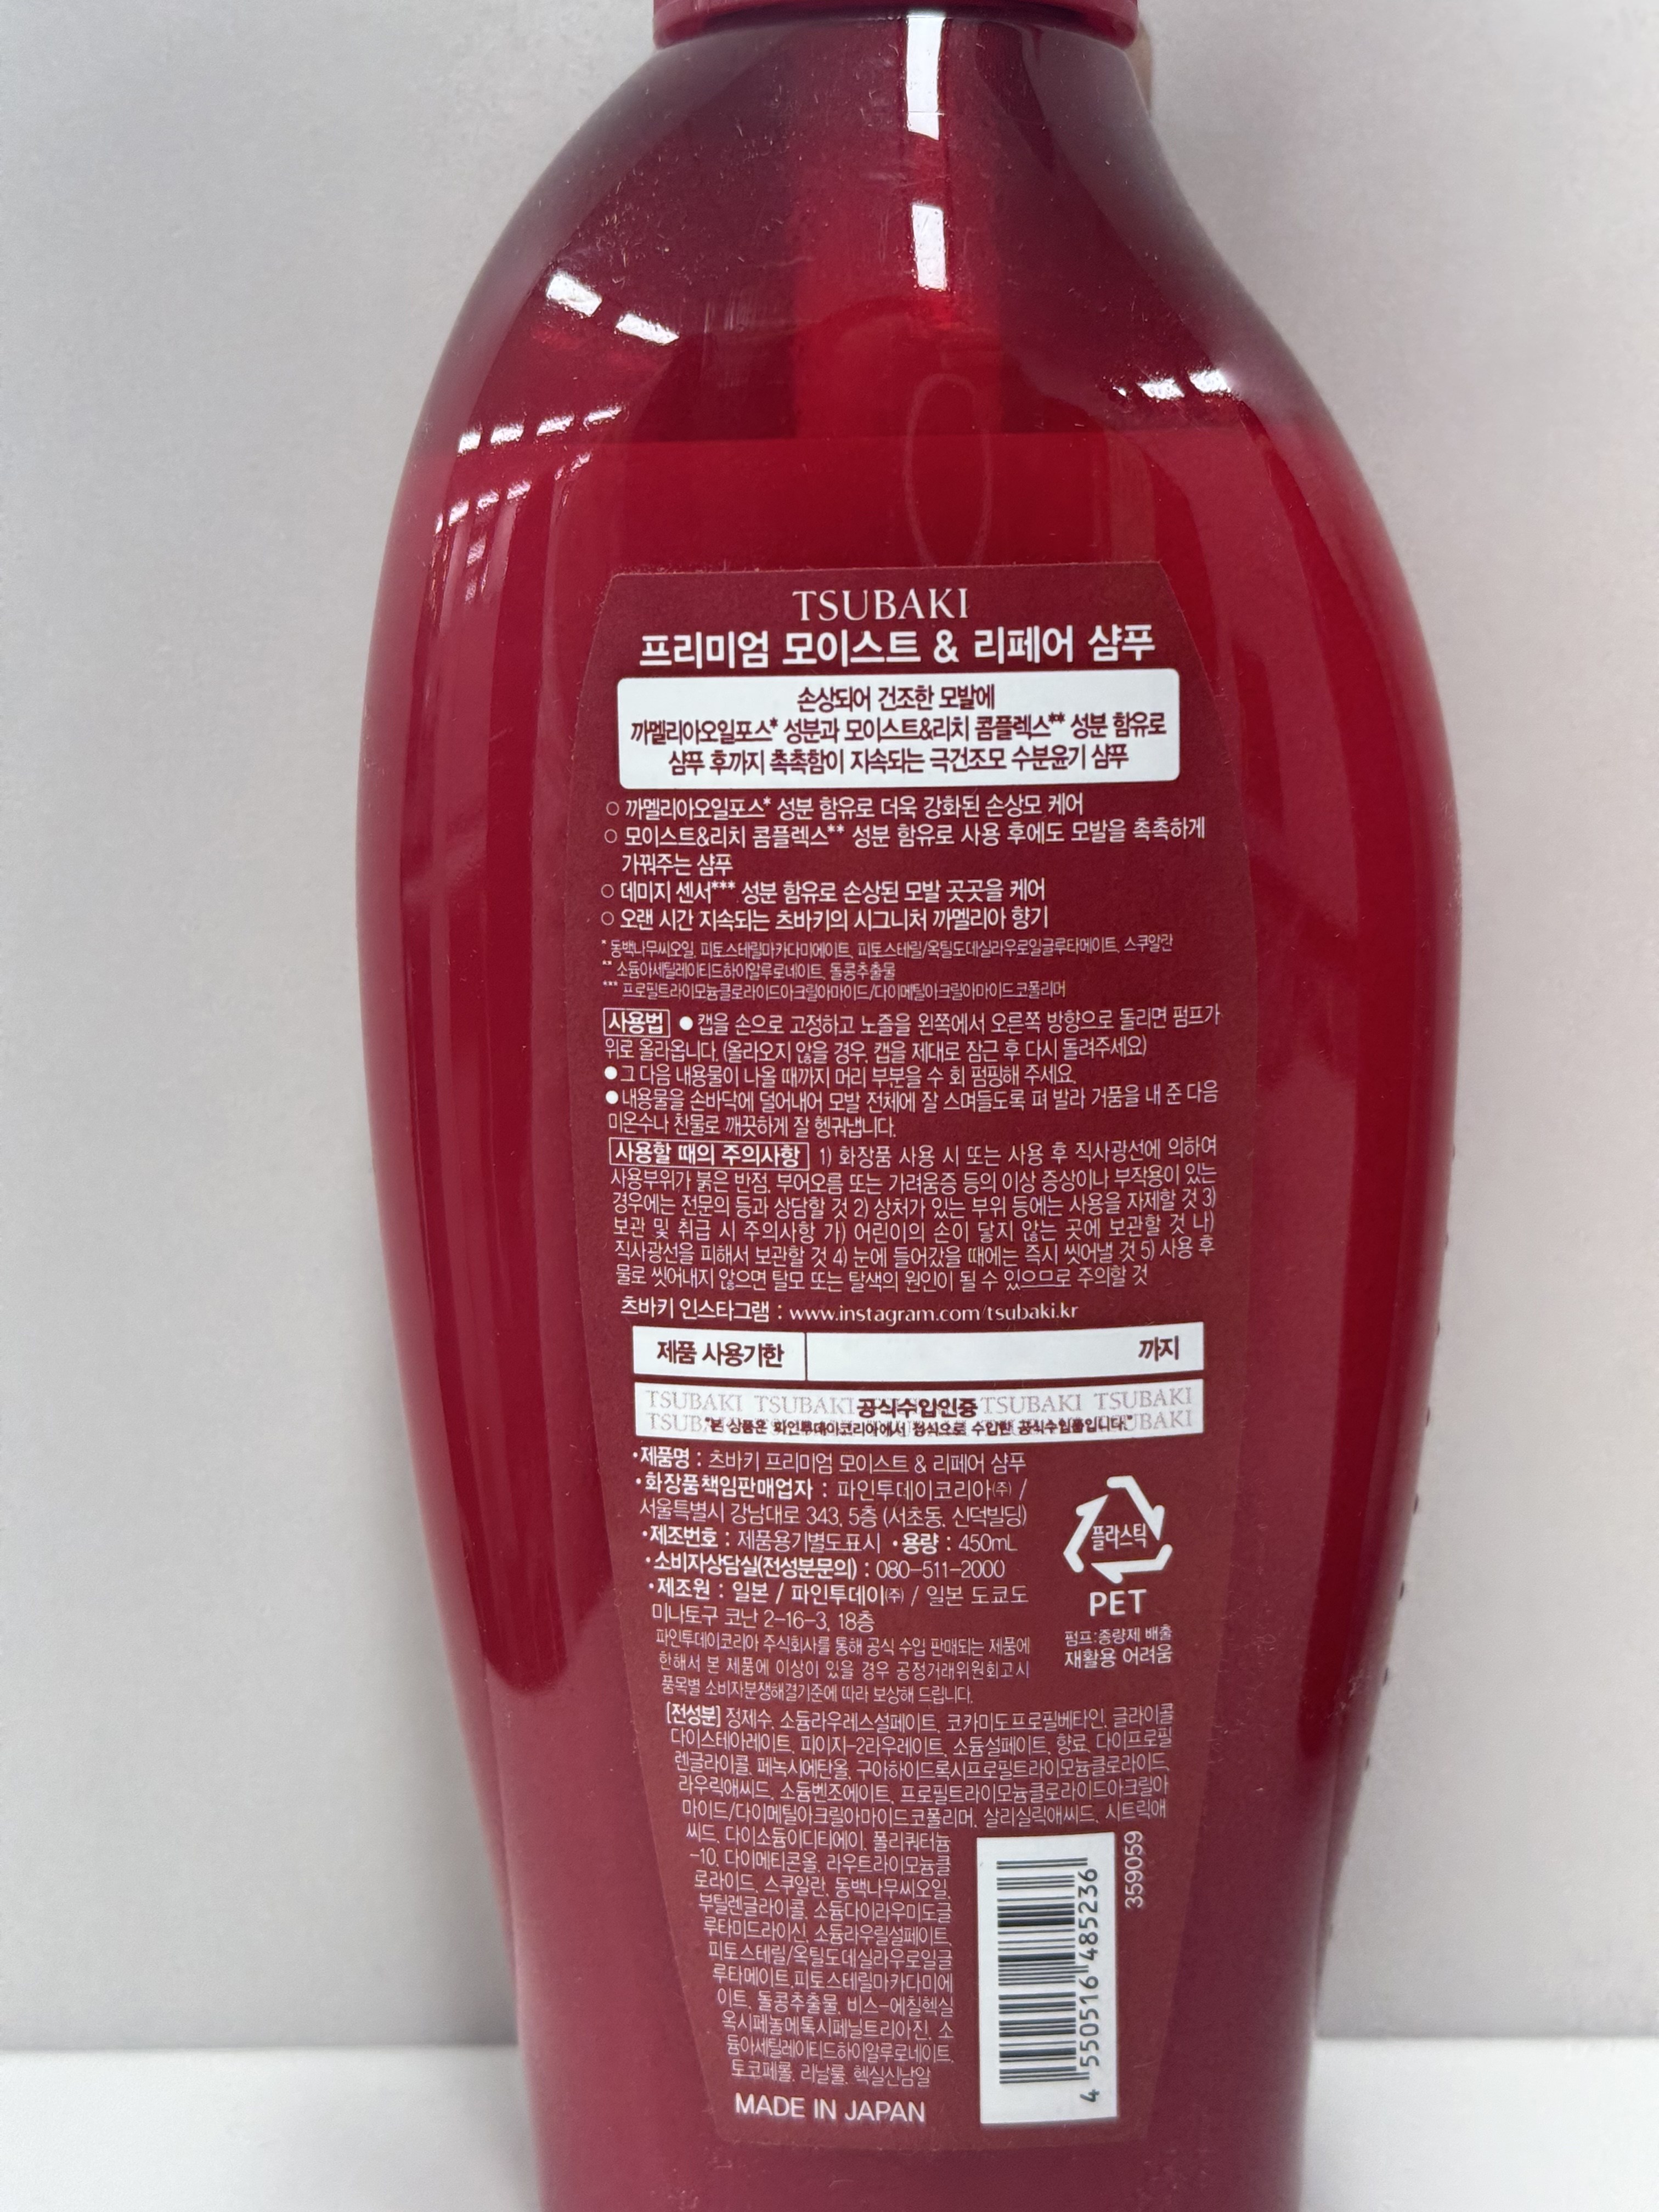 TSUBAKI
프리미엄 모이스트 & 리페어 샴푸
손상되어 건조한 모발에
까멜리아오일포스* 성분과 모이스트&리치 콤플렉스** 성분 함유로
샴푸 후까지 촉촉함이 지속되는 극건조모 수분윤기 샴푸
○ 까멜리아오일포스* 성분 함유로 더욱 강화된 손상모 케어
○ 모이스트&리치 콤플렉스** 성분 함유로 사용 후에도 모발을 촉촉하게
가꿔주는 샴푸
○ 데미지 센서*** 성분 함유로 손상된 모발 곳곳을 케어
○ 오랜 시간 지속되는 츠바키의 시그니처 까멜리아 향기
* 동백나무씨오일, 피토스테릴마카다미에이트, 피토스테릴/옥틸도데실라우로일글루타메이트, 스쿠알란
** 소듐아세틸레이티드하이알루로네이트, 돌콩추출물
*** 프로필트라이모늄클로라이드아크릴아마이드/다이메틸아크릴아마이드코폴리머
사용법 ● 캡을 손으로 고정하고 노즐을 왼쪽에서 오른쪽 방향으로 돌리면 펌프가
위로 올라옵니다. (올라오지 않을 경우, 캡을 제대로 잠근 후 다시 돌려주세요)
● 그 다음 내용물이 나올 때까지 머리 부분을 수 회 펌핑해 주세요.
● 내용물을 손바닥에 덜어내어 모발 전체에 잘 스며들도록 펴 발라 거품을 내 준 다음
미온수나 찬물로 깨끗하게 잘 헹궈냅니다.
사용할 때의 주의사항 1) 화장품 사용 시 또는 사용 후 직사광선에 의하여
사용부위가 붉은 반점, 부어오름 또는 가려움증 등의 이상 증상이나 부작용이 있는
경우에는 전문의 등과 상담할 것 2) 상처가 있는 부위 등에는 사용을 자제할 것 3)
보관 및 취급 시 주의사항 가) 어린이의 손이 닿지 않는 곳에 보관할 것 나)
직사광선을 피해서 보관할 것 4) 눈에 들어갔을 때에는 즉시 씻어낼 것 5) 사용 후
물로 씻어내지 않으면 탈모 또는 탈색의 원인이 될 수 있으므로 주의할 것
츠바키 인스타그램 : www.instagram.com/tsubaki.kr
제품 사용기한 까지
TSUBAKI TSUBAKI 공식수입인증 TSUBAKI TSUBAKI
"본 상품은 파인투데이코리아에서 정식으로 수입한 공식수입품입니다."
•제품명 : 츠바키 프리미엄 모이스트 & 리페어 샴푸
•화장품책임판매업자 : 파인투데이코리아㈜ /
서울특별시 강남대로 343, 5층 (서초동, 신덕빌딩)
•제조번호 : 제품용기별도표시 •용량 : 450mL
•소비자상담실(전성분문의) : 080-511-2000
•제조원 : 일본 / 파인투데이㈜ / 일본 도쿄도
미나토구 코난 2-16-3, 18층
파인투데이코리아 주식회사를 통해 공식 수입 판매되는 제품에
한해서 본 제품에 이상이 있을 경우 공정거래위원회고시
품목별 소비자분쟁해결기준에 따라 보상해 드립니다.
플라스틱
PET
펌프:종량제 배출
재활용 어려움
[전성분] 정제수, 소듐라우레스설페이트, 코카미도프로필베타인, 글라이콜
다이스테아레이트, 피이지-2라우레이트, 소듐설페이트, 향료, 다이프로필
렌글라이콜, 페녹시에탄올, 구아하이드록시프로필트라이모늄클로라이드,
라우릭애씨드, 소듐벤조에이트, 프로필트라이모늄클로라이드아크릴아
마이드/다이메틸아크릴아마이드코폴리머, 살리실릭애씨드, 시트릭애
씨드, 다이소듐이디티에이, 폴리쿼터늄
-10, 다이메티콘올, 라우트라이모늄클
로라이드, 스쿠알란, 동백나무씨오일,
부틸렌글라이콜, 소듐다이라우미도글
루타미드라이신, 소듐라우릴설페이트,
피토스테릴/옥틸도데실라우로일글
루타메이트,피토스테릴마카다미에
이트, 돌콩추출물, 비스-에칠헥실
옥시페놀메톡시페닐트리아진, 소
듐아세틸레이티드하이알루로네이트,
토코페롤, 리날룰, 헥실신남알
MADE IN JAPAN
4 550516 485236
359059